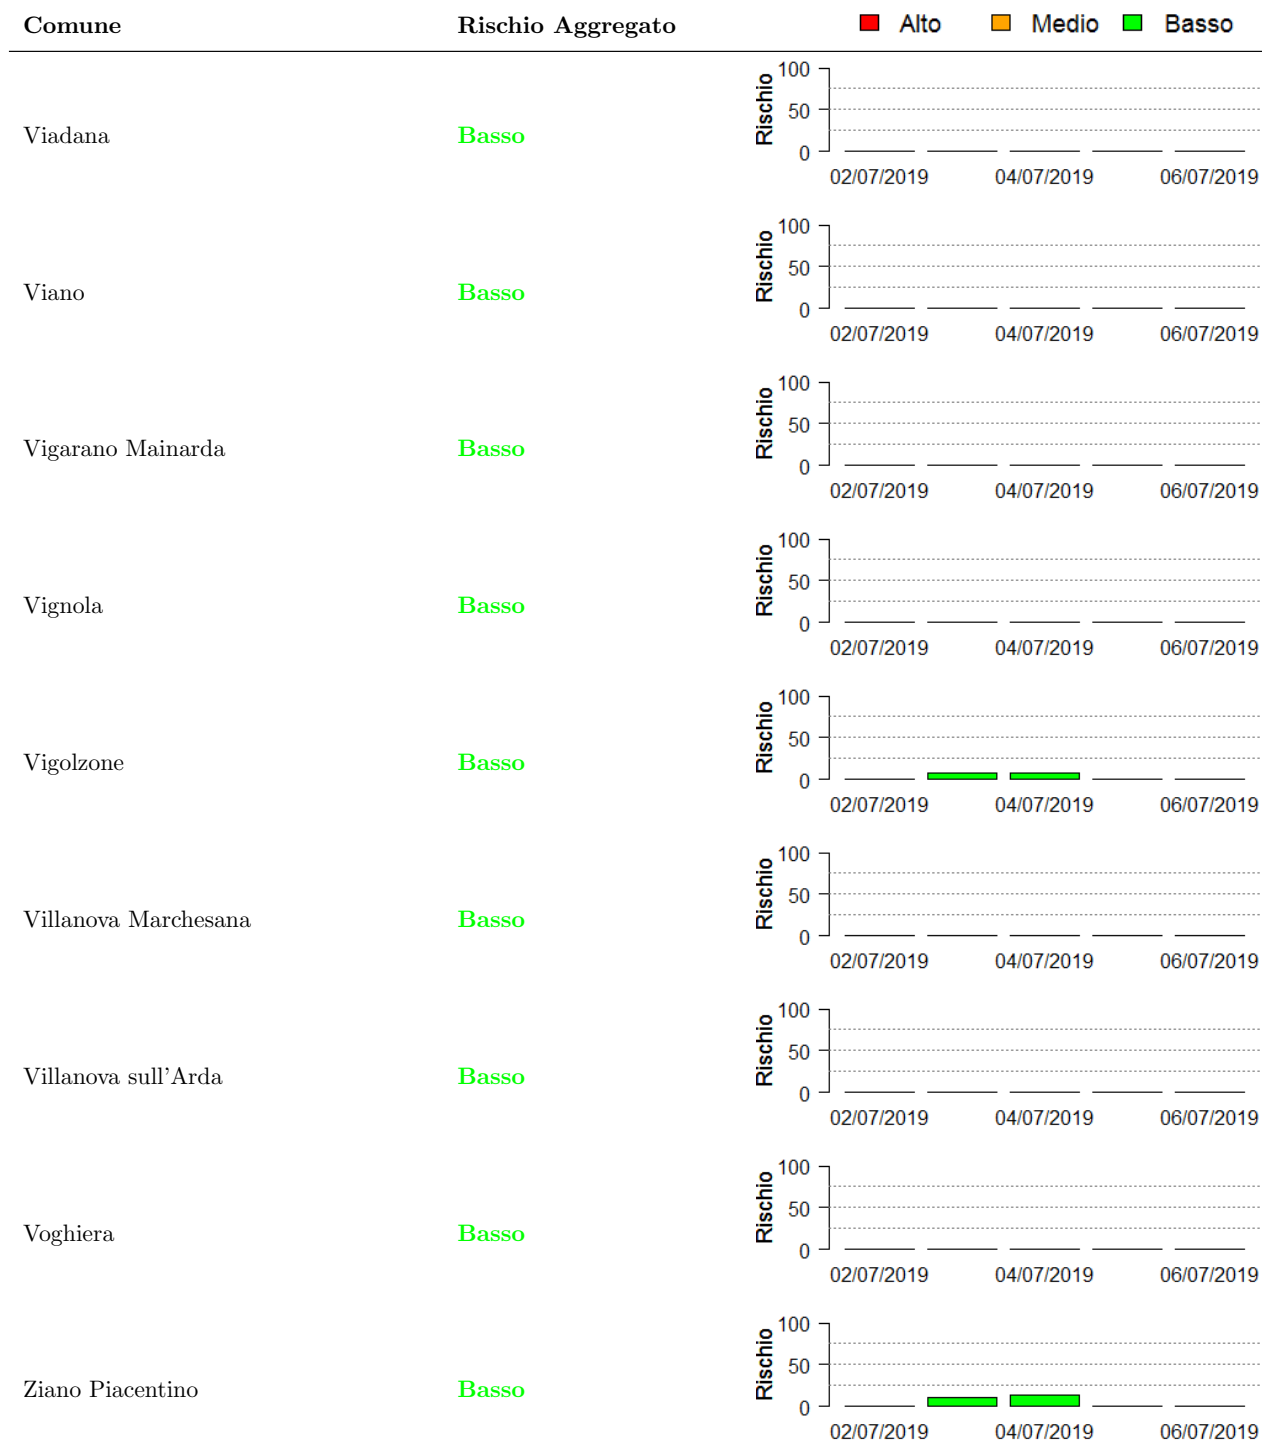 Comune Rischio Aggregato Alto Medio Basso
Viadana Basso Rischio 100 50 0
02/07/2019 04/07/2019 06/07/2019
Viano Basso Rischio 100 50 0
02/07/2019 04/07/2019 06/07/2019
Vigarano Mainarda Basso Rischio 100 50 0
02/07/2019 04/07/2019 06/07/2019
Vignola Basso Rischio 100 50 0
02/07/2019 04/07/2019 06/07/2019
Vigolzone Basso Rischio 100 50 0
02/07/2019 04/07/2019 06/07/2019
Villanova Marchesana Basso Rischio 100 50 0
02/07/2019 04/07/2019 06/07/2019
Villanova sull'Arda Basso Rischio 100 50 0
02/07/2019 04/07/2019 06/07/2019
Voghiera Basso Rischio 100 50 0
02/07/2019 04/07/2019 06/07/2019
Ziano Piacentino Basso Rischio 100 50 0
02/07/2019 04/07/2019 06/07/2019